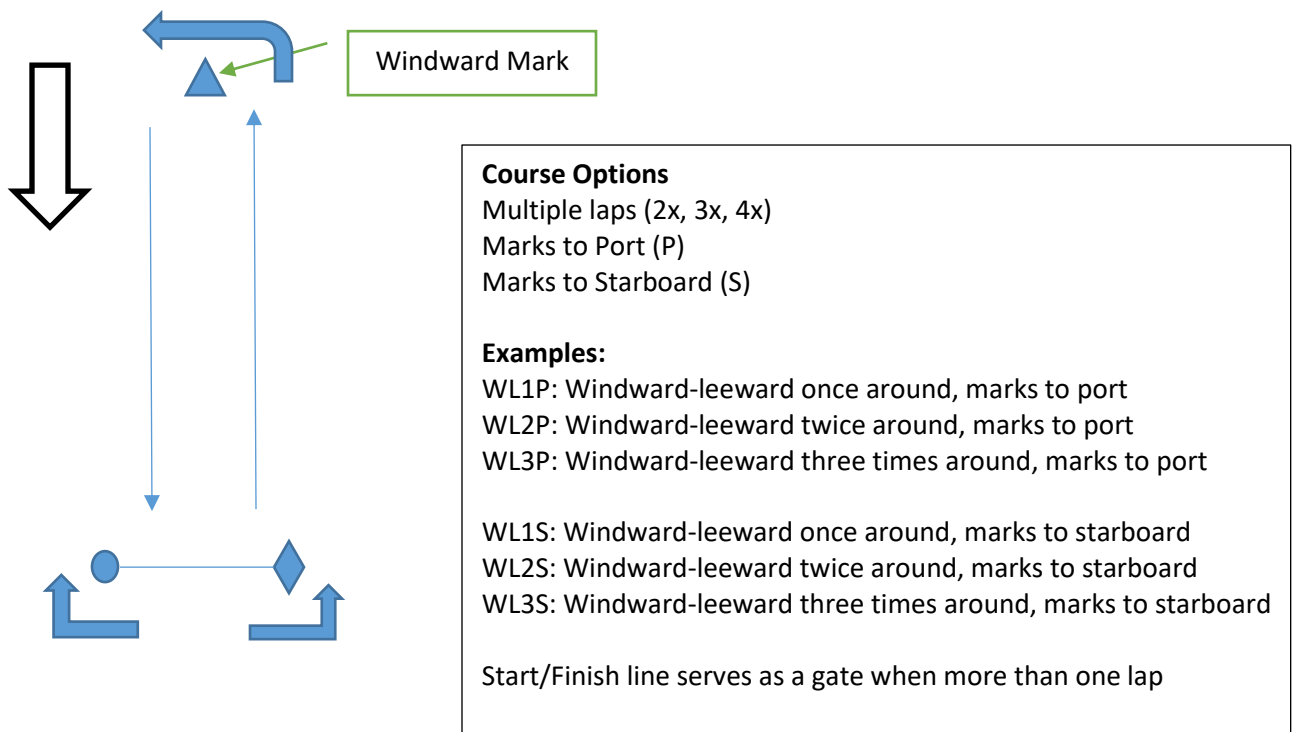 Windward Mark
Course Options
Multiple laps (2x, 3x, 4x)
Marks to Port (P)
Marks to Starboard (S)
Examples:
WL1P: Windward-leeward once around, marks to port
WL2P: Windward-leeward twice around, marks to port
WL3P: Windward-leeward three times around, marks to port
WL1S: Windward-leeward once around, marks to starboard
WL2S: Windward-leeward twice around, marks to starboard
WL3S: Windward-leeward three times around, marks to starboard
Start/Finish line serves as a gate when more than one lap